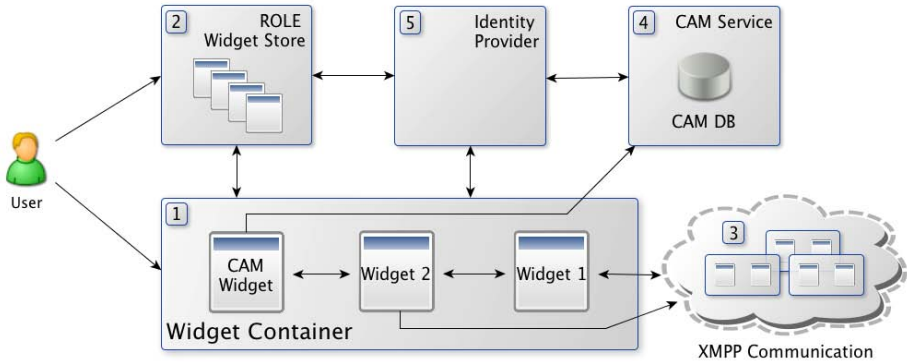 2
ROLE
Widget Store
5
Identity
Provider
4
CAM Service
CAM DB
User
1
CAM
Widget
Widget 2
Widget 1
Widget Container
3
XMPP Communication